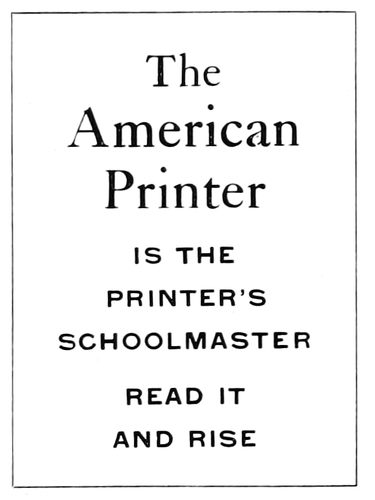 The
American
Printer
IS THE
PRINTER'S
SCHOOLMASTER
READ IT
AND RISE